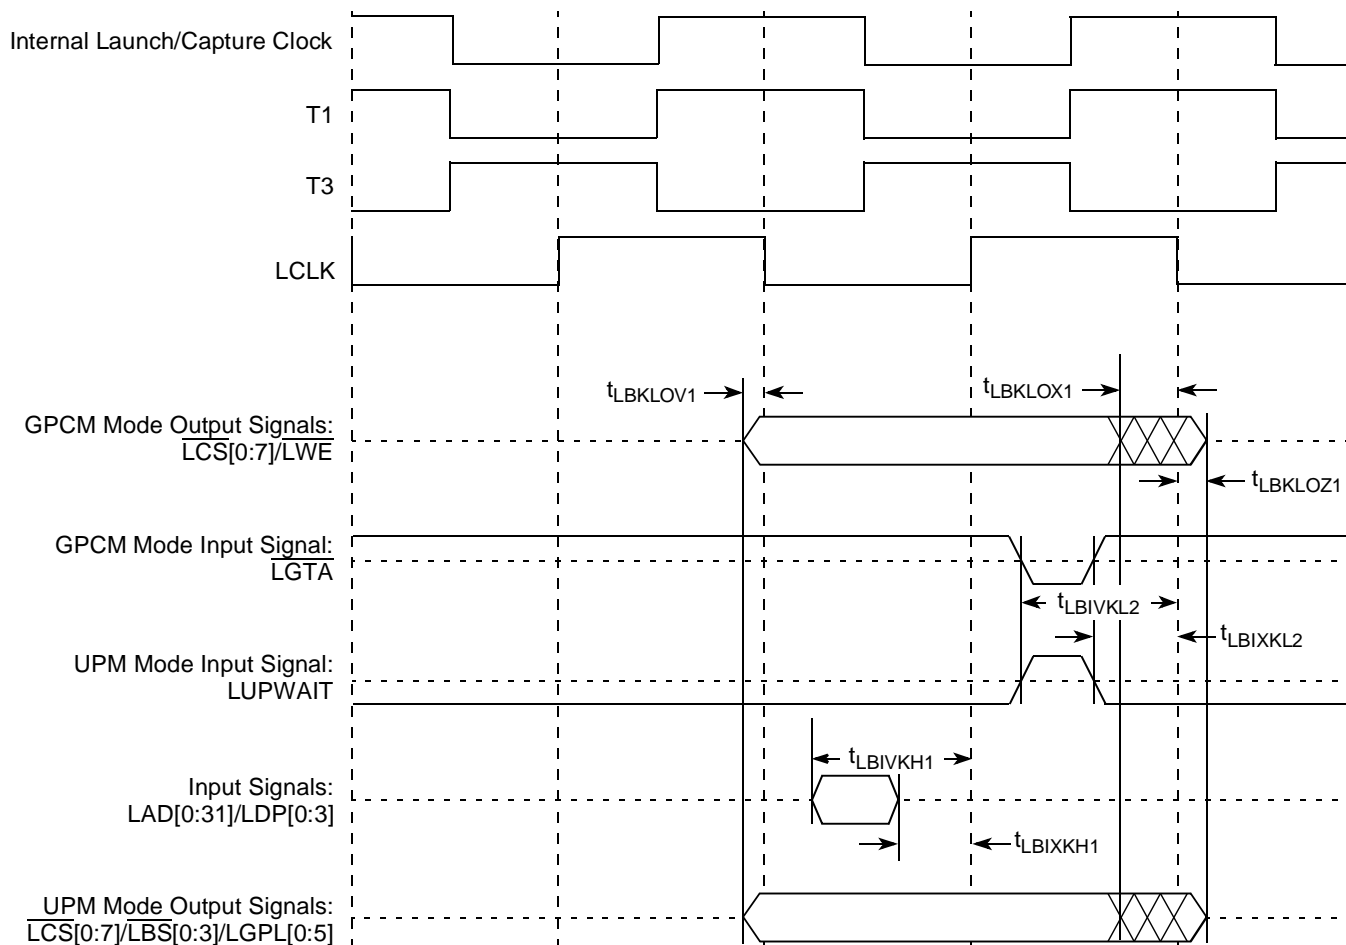 Internal Launch/Capture Clock
T1
T3
LCLK
tLBKLOV1
tLBKLOX1
GPCM Mode Output Signals:
LCS[0:7]/LWE
tLBKLOZ1
GPCM Mode Input Signal:
LGTA
tLBIVKL2
tLBIXKL2
UPM Mode Input Signal:
LUPWAIT
tLBIVKH1
Input Signals:
LAD[0:31]/LDP[0:3]
tLBIXKH1
UPM Mode Output Signals:
LCS[0:7]/LBS[0:3]/LGPL[0:5]